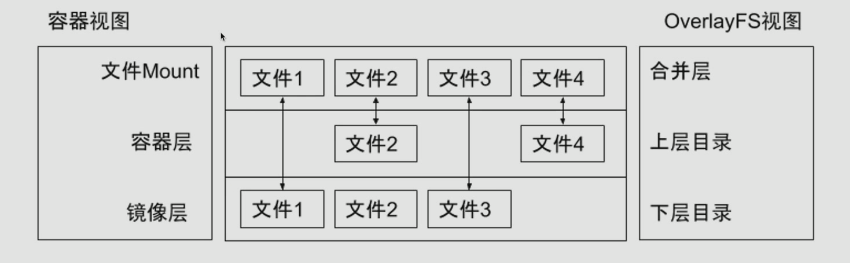 容器视图
OverlayFS视图
文件Mount
文件1
文件2
文件3
文件4
合并层
容器层
文件2
文件4
上层目录
镜像层
文件1
文件2
文件3
下层目录